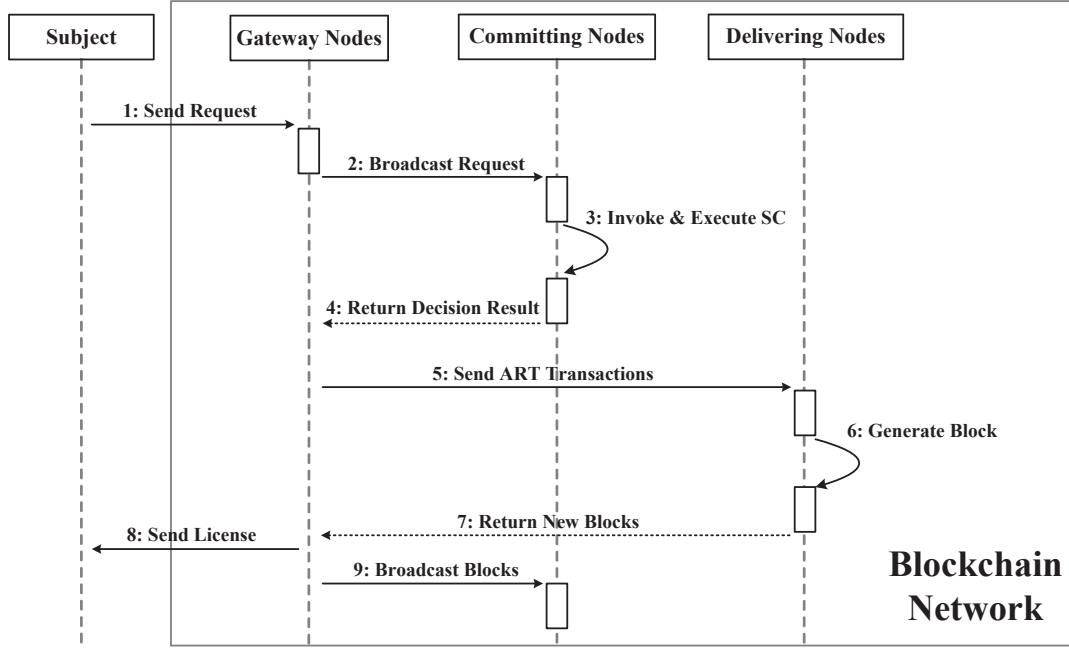 Subject
Gateway Nodes
Committing Nodes
Delivering Nodes
1: Send Request
2: Broadcast Request
3: Invoke & Execute SC
4: Return Decision Result
5: Send ART Transactions
6: Generate Block
7: Return New Blocks
8: Send License
9: Broadcast Blocks
Blockchain
Network